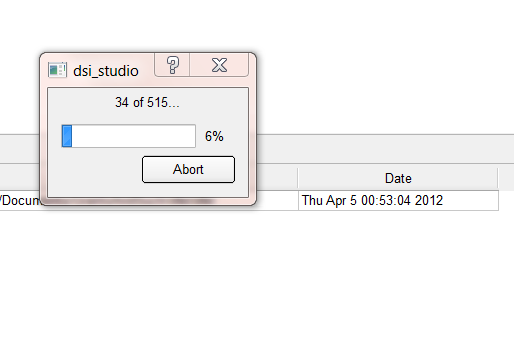 dsi_studio
34 of 515...
6%
Abort
Date
Thu Apr 5 00:53:04 2012